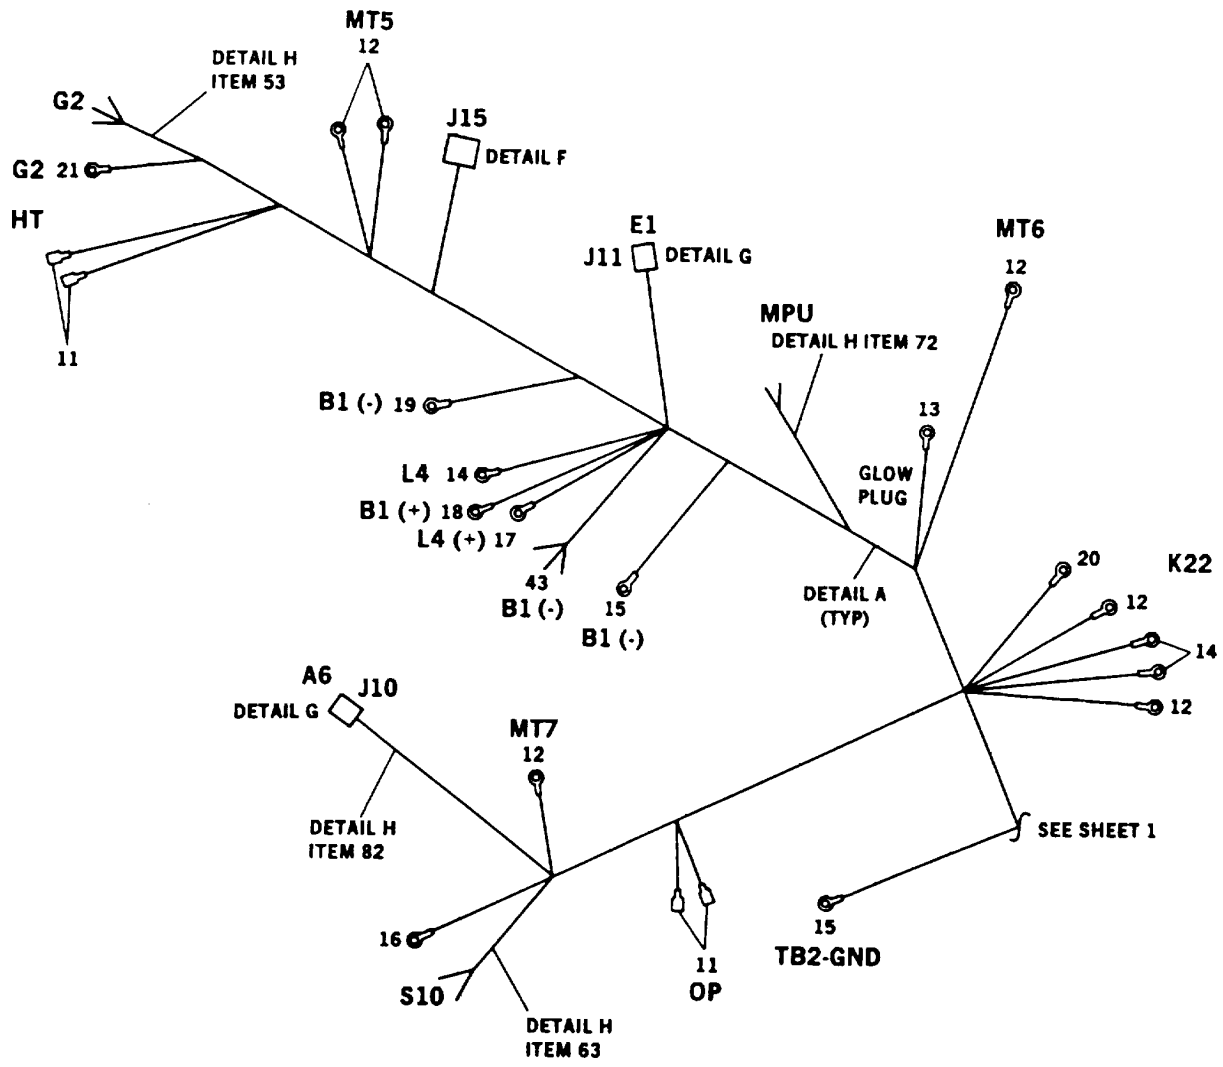 MT5
12
DETAIL H
ITEM 53
G2
J15
DETAIL F
G2 21
HT
11
E1
J11 DETAIL G
MT6
12
MPU
DETAIL H ITEM 72
B1 (-) 19
13
GLOW
PLUG
L4 14
B1 (+) 18
L4 (+) 17
43
B1 (-)
15
B1 (-)
DETAIL A
(TYP)
20
K22
12
14
12
A6
J10
DETAIL G
MT7
12
DETAIL H
ITEM 82
SEE SHEET 1
15
TB2-GND
16
11
OP
S10
DETAIL H
ITEM 63